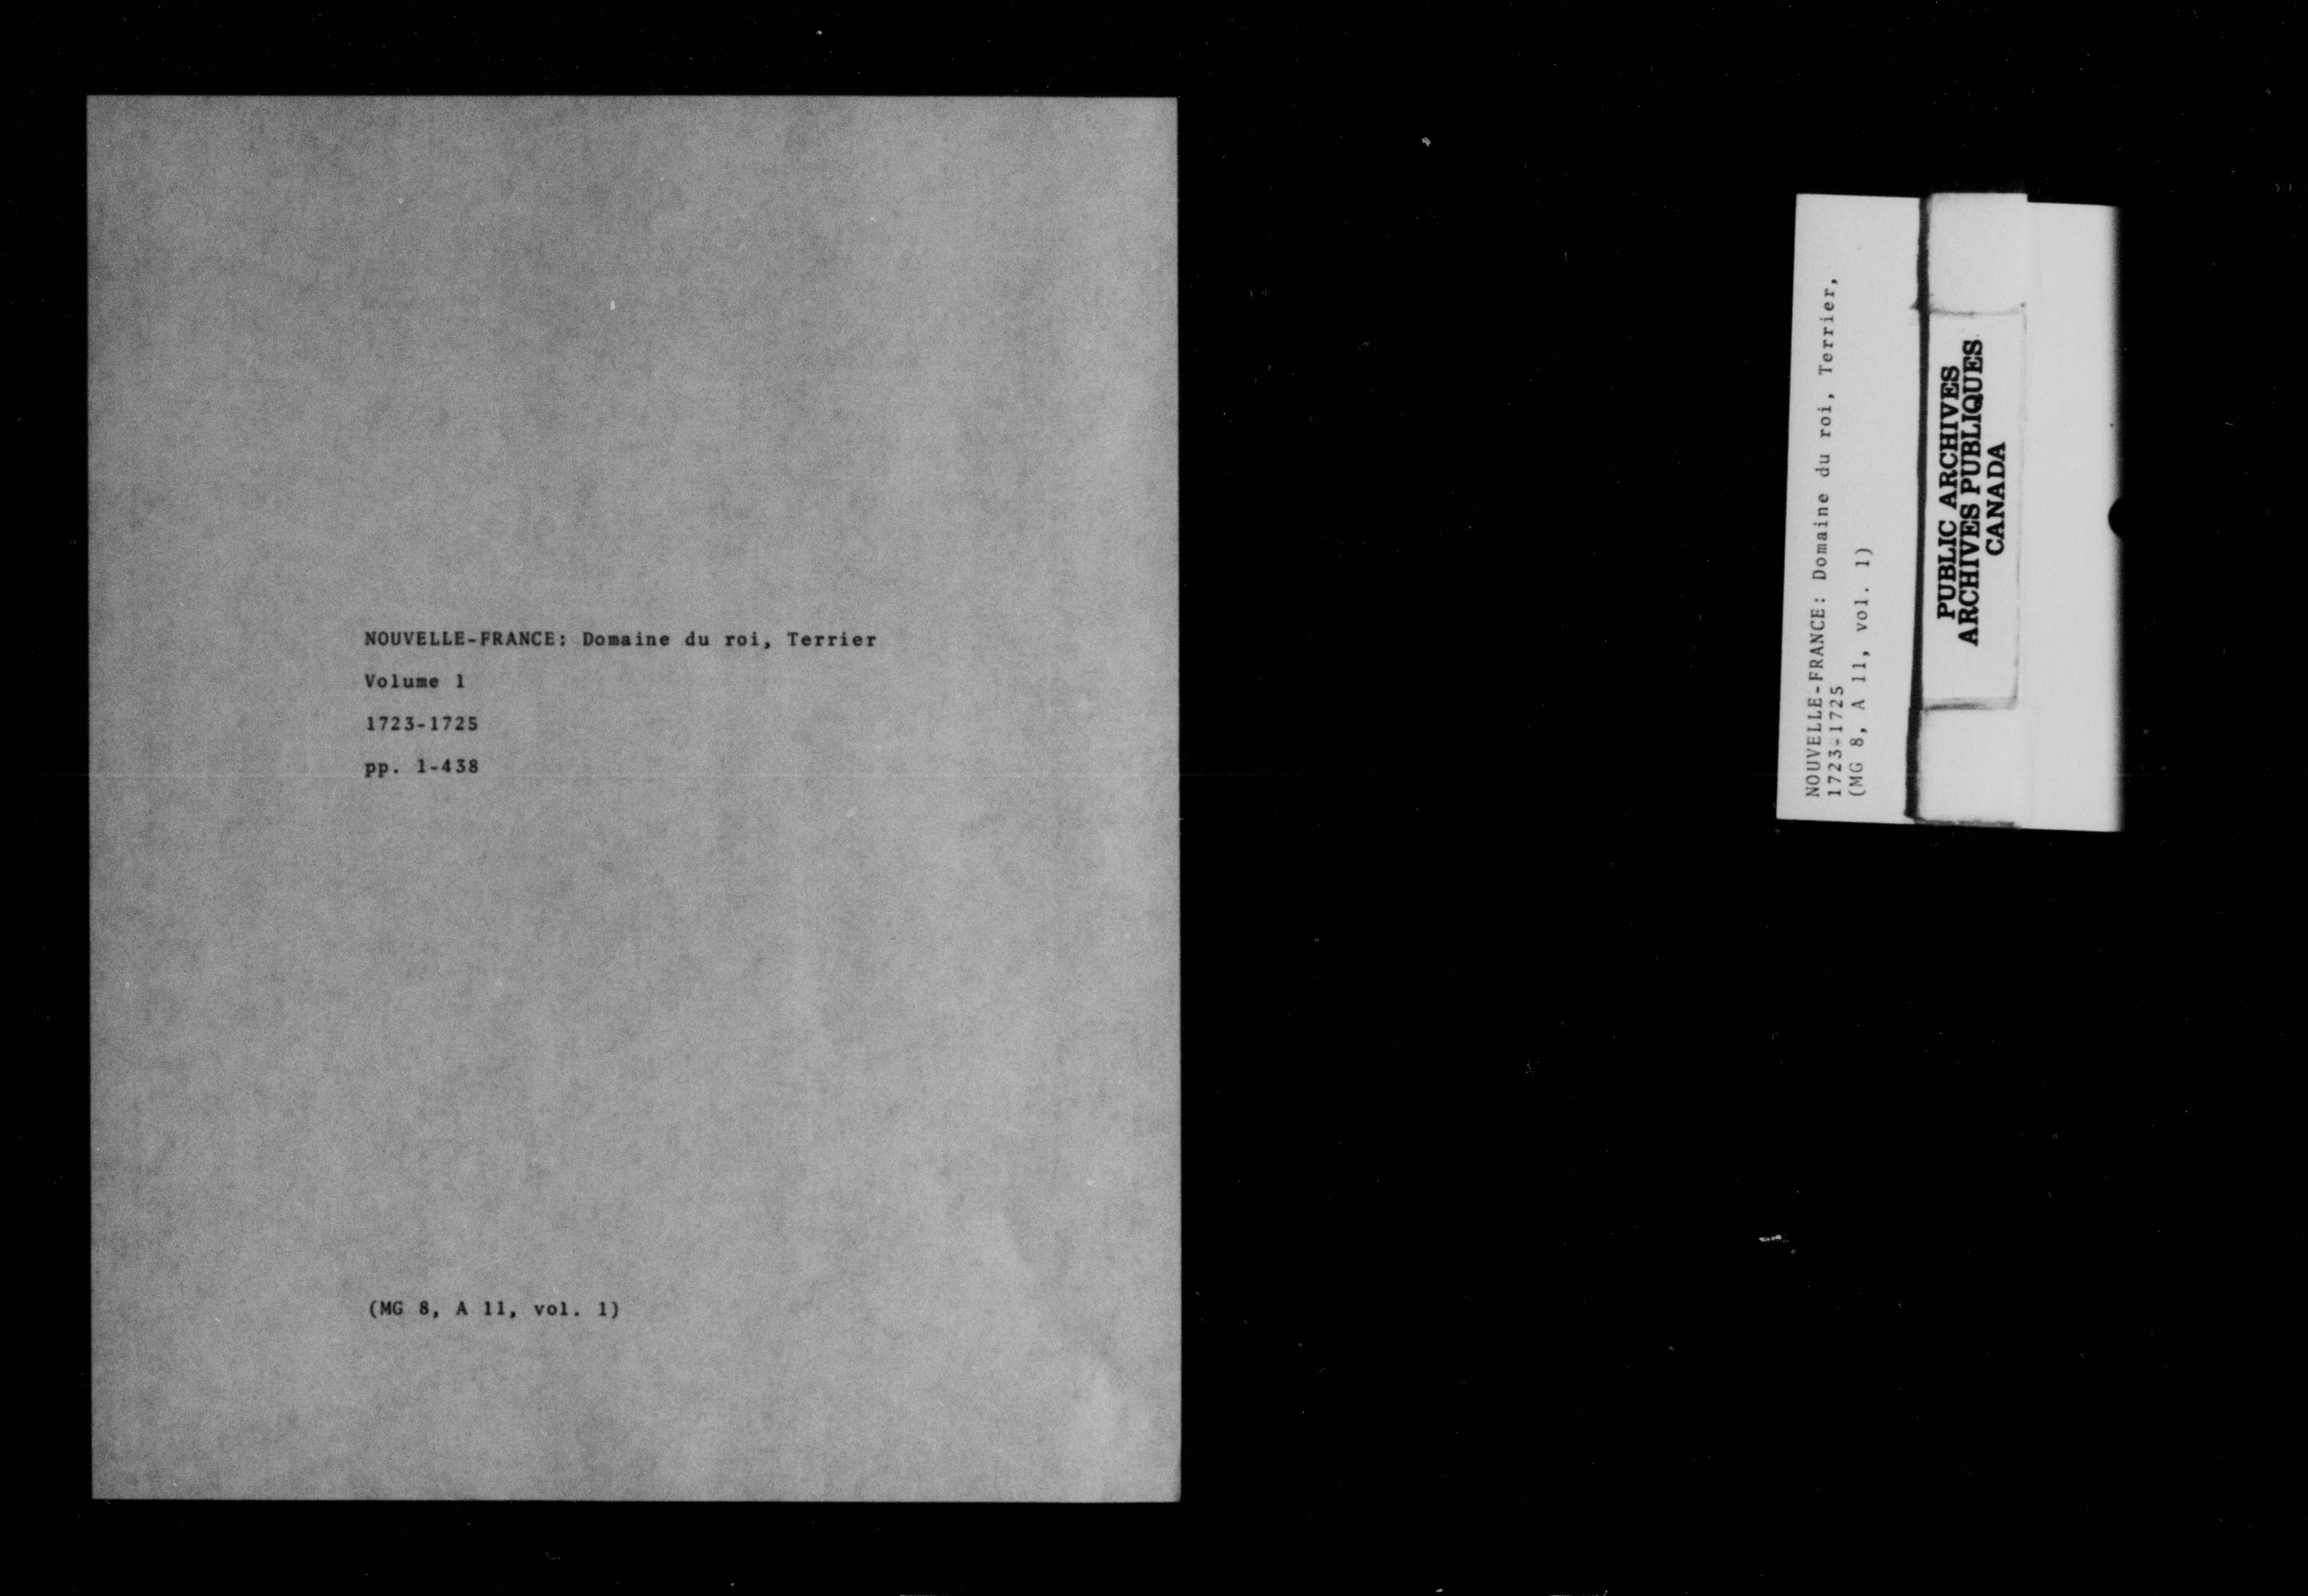 NOUVELLE-FRANCE: Domaine du roi, Terrier
Volume 1
1723-1725
pp. 1-438
(MG 8, A 11, vol. 1)
NOUVELLE-FRANCE: Domaine du roi, Terrier,
1723-1725
(MG 8, A 11, vol. 1)
PUBLIC ARCHIVES
ARCHIVES PUBLIQUES
CANADA